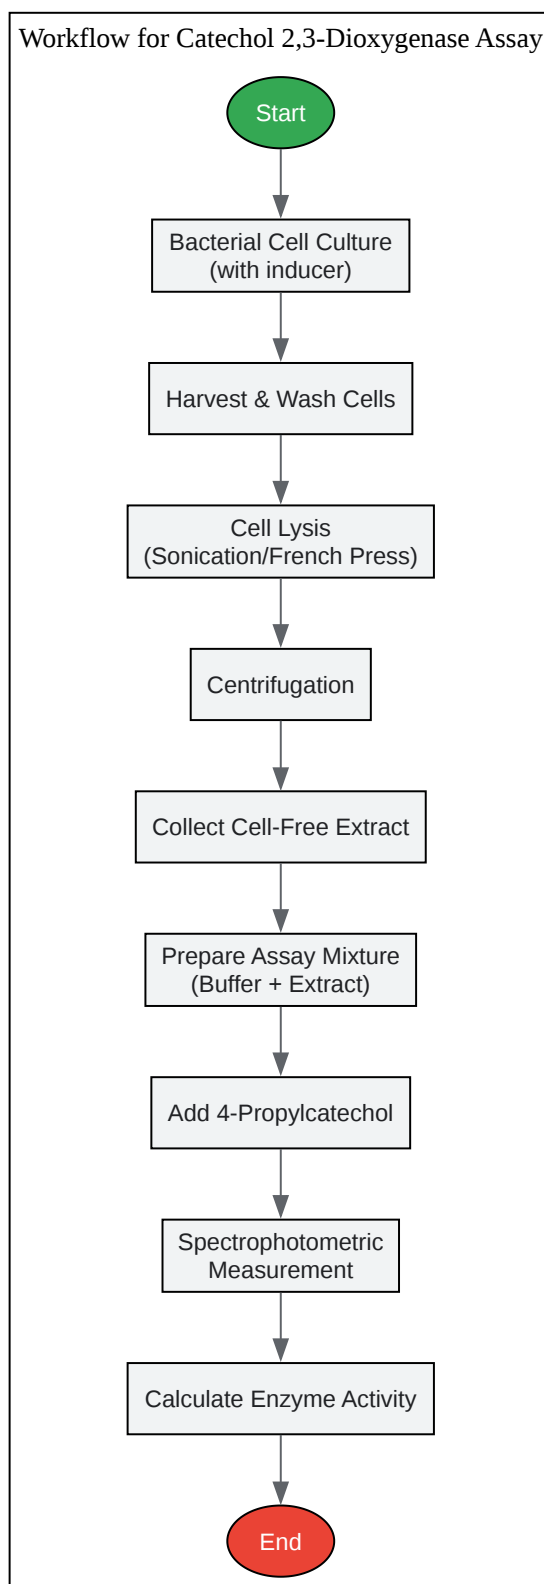 Workflow for Catechol 2,3-Dioxygenase Assay
Start
Bacterial Cell Culture
(with inducer)
Harvest & Wash Cells
Cell Lysis
(Sonication/French Press)
Centrifugation
Collect Cell-Free Extract
Prepare Assay Mixture
(Buffer + Extract)
Add 4-Propylcatechol
Spectrophotometric
Measurement
Calculate Enzyme Activity
End